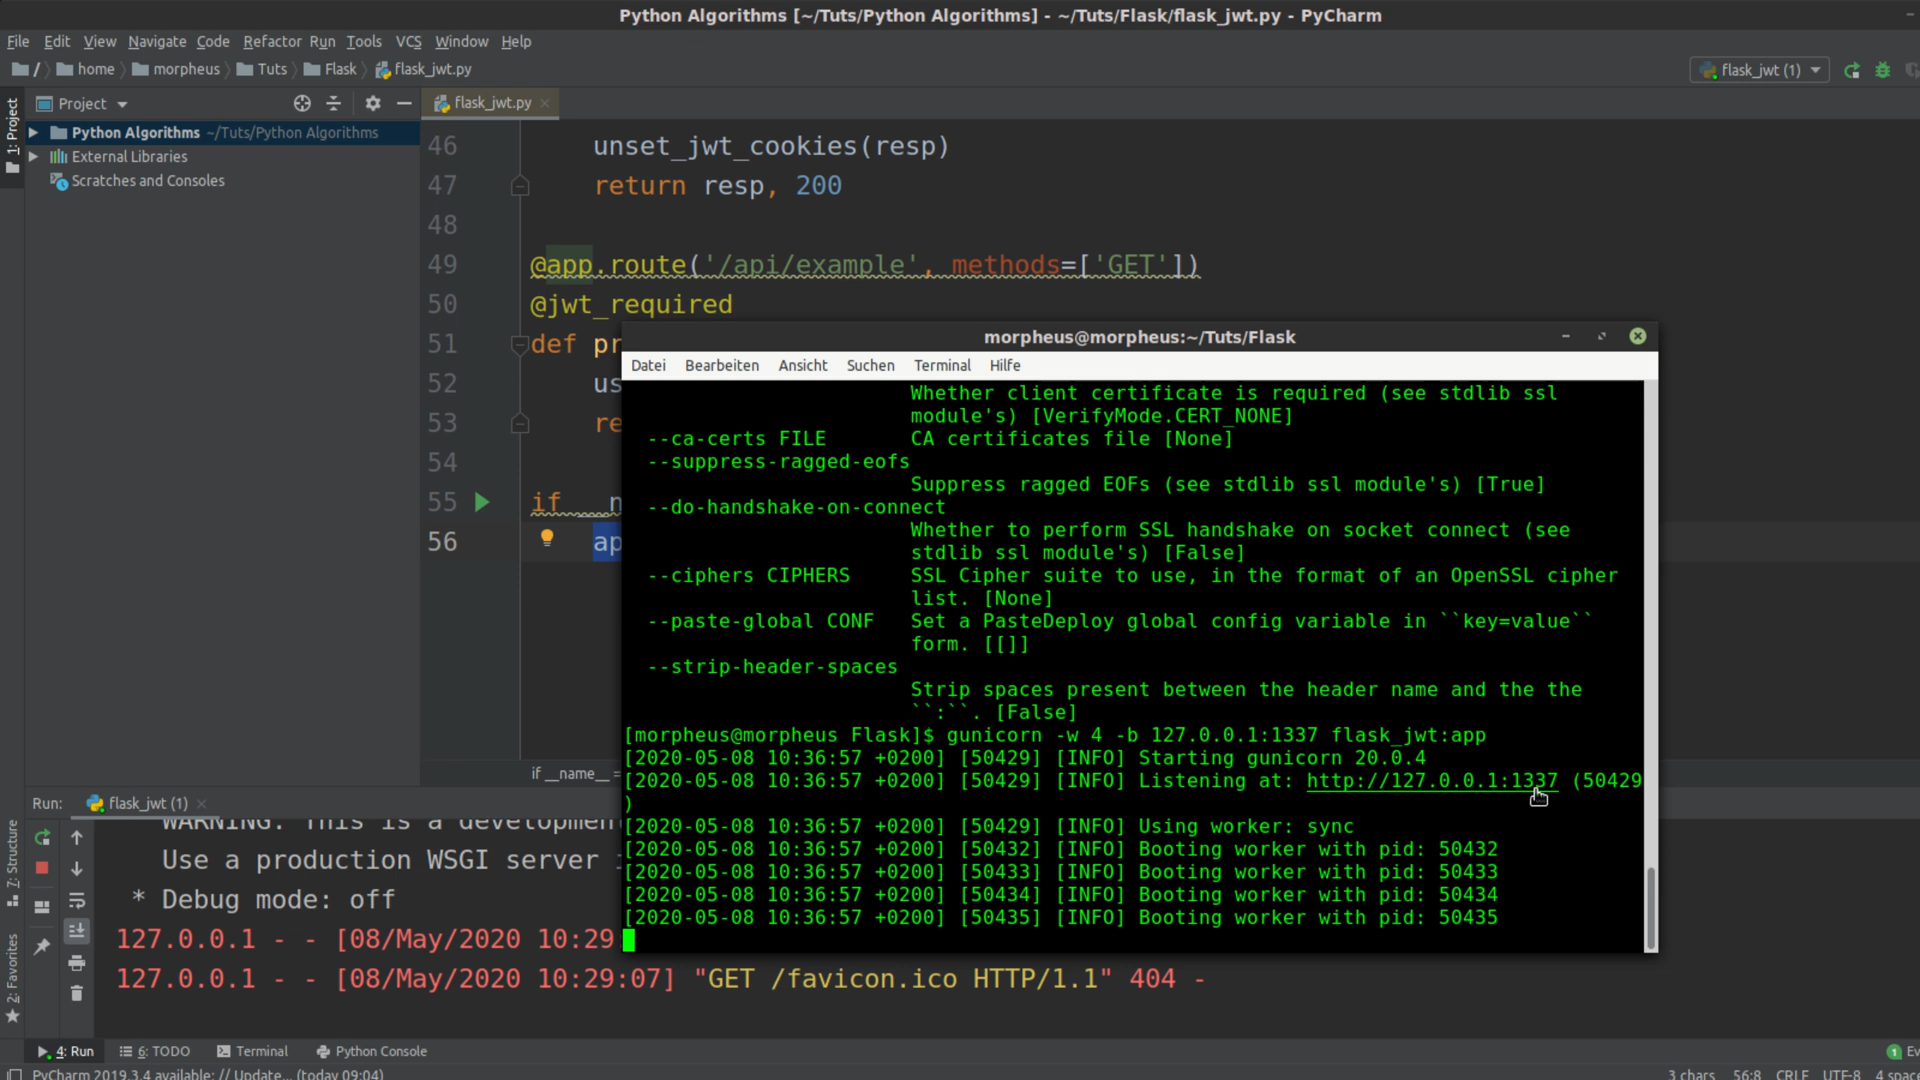 Python Algorithms [~/Tuts/Python Algorithms] - ~/Tuts/Flask/flask_jwt.py - PyCharm
File Edit View Navigate Code Refactor Run Tools VCS Window Help
/ home morpheus Tuts Flask flask_jwt.py
flask_jwt (1)
1: Project
Project
flask_jwt.py
Python Algorithms ~/Tuts/Python Algorithms
External Libraries
Scratches and Consoles
46 unset_jwt_cookies(resp)
47 return resp, 200
48
49 @app.route('/api/example', methods=['GET'])
50 @jwt_required
51 def pr
52 us
53 re
54
55 if __n
56 ap
if __name__ =
morpheus@morpheus:~/Tuts/Flask
Datei Bearbeiten Ansicht Suchen Terminal Hilfe
Whether client certificate is required (see stdlib ssl
module's) [VerifyMode.CERT_NONE]
--ca-certs FILE CA certificates file [None]
--suppress-ragged-eofs
Suppress ragged EOFs (see stdlib ssl module's) [True]
--do-handshake-on-connect
Whether to perform SSL handshake on socket connect (see
stdlib ssl module's) [False]
--ciphers CIPHERS SSL Cipher suite to use, in the format of an OpenSSL cipher
list. [None]
--paste-global CONF Set a PasteDeploy global config variable in ``key=value``
form. [[]]
--strip-header-spaces
Strip spaces present between the header name and the the
``:``. [False]
[morpheus@morpheus Flask]$ gunicorn -w 4 -b 127.0.0.1:1337 flask_jwt:app
[2020-05-08 10:36:57 +0200] [50429] [INFO] Starting gunicorn 20.0.4
[2020-05-08 10:36:57 +0200] [50429] [INFO] Listening at: http://127.0.0.1:1337 (50429
)
[2020-05-08 10:36:57 +0200] [50429] [INFO] Using worker: sync
[2020-05-08 10:36:57 +0200] [50432] [INFO] Booting worker with pid: 50432
[2020-05-08 10:36:57 +0200] [50433] [INFO] Booting worker with pid: 50433
[2020-05-08 10:36:57 +0200] [50434] [INFO] Booting worker with pid: 50434
[2020-05-08 10:36:57 +0200] [50435] [INFO] Booting worker with pid: 50435
Run: flask_jwt (1)
WARNING: This is a developmen
Use a production WSGI server
* Debug mode: off
127.0.0.1 - - [08/May/2020 10:29
127.0.0.1 - - [08/May/2020 10:29:07] "GET /favicon.ico HTTP/1.1" 404 -
7: Structure
2: Favorites
4: Run 6: TODO Terminal Python Console
1 Ev
PyCharm 2019.3.4 available: // Update... (today 09:04)
3 chars 56:8 CRLF UTF-8 4 space